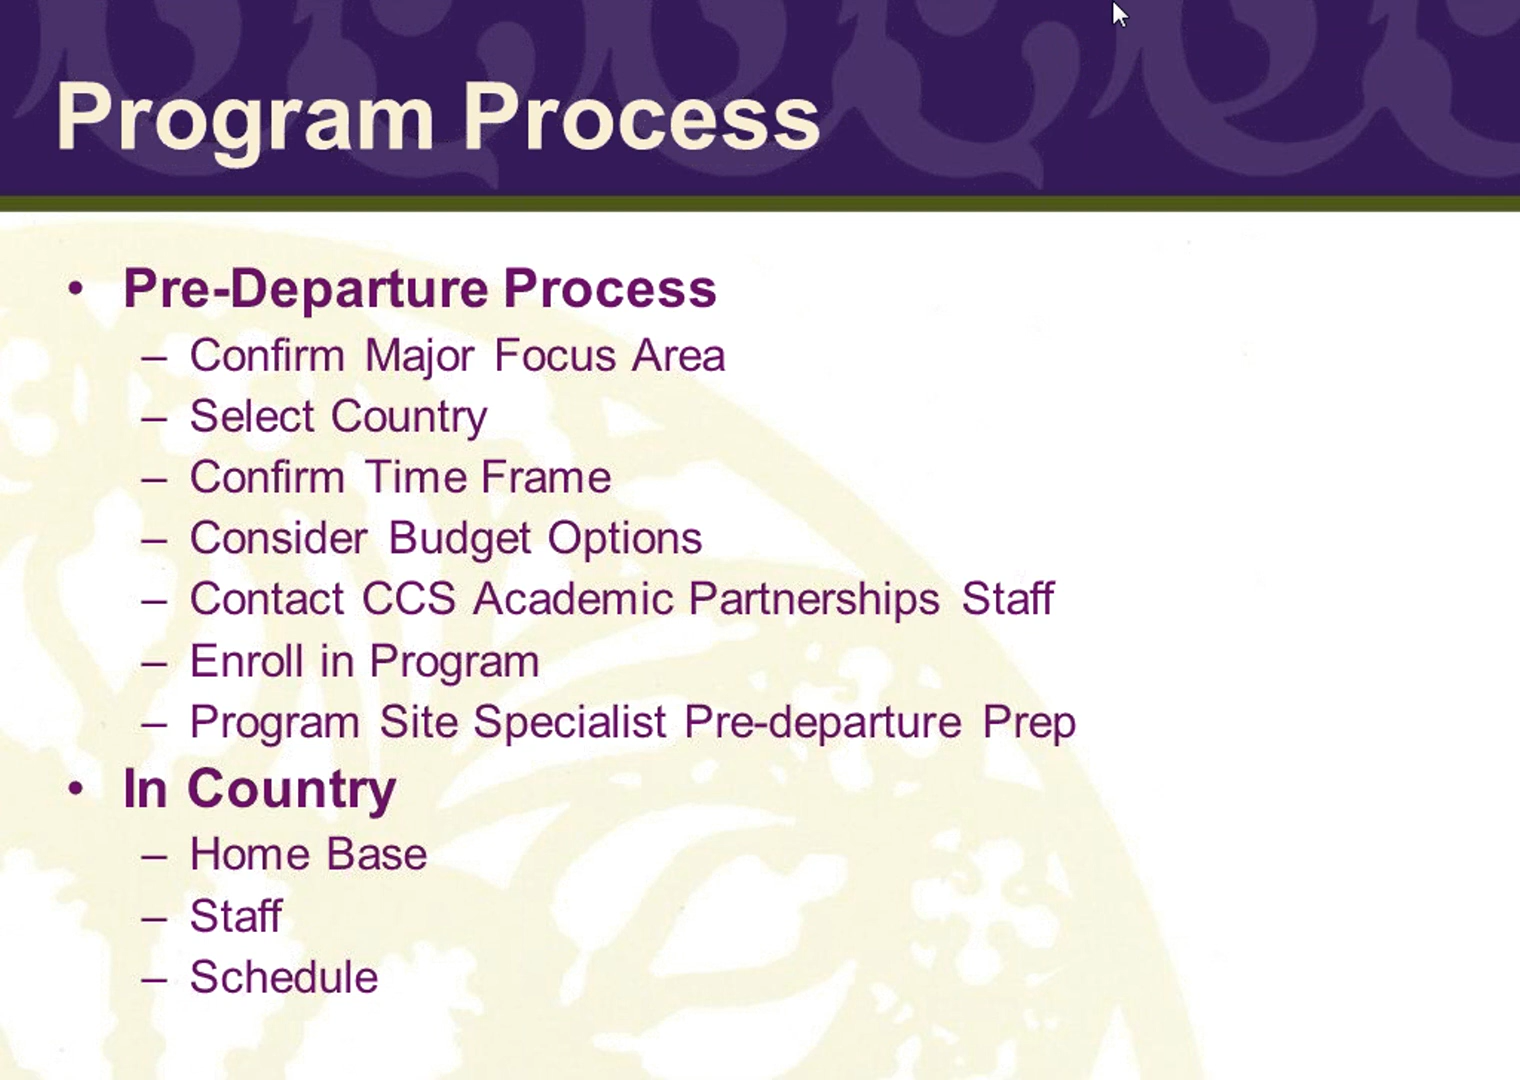 Program Process
• Pre-Departure Process
– Confirm Major Focus Area
– Select Country
– Confirm Time Frame
– Consider Budget Options
– Contact CCS Academic Partnerships Staff
– Enroll in Program
– Program Site Specialist Pre-departure Prep
• In Country
– Home Base
– Staff
– Schedule